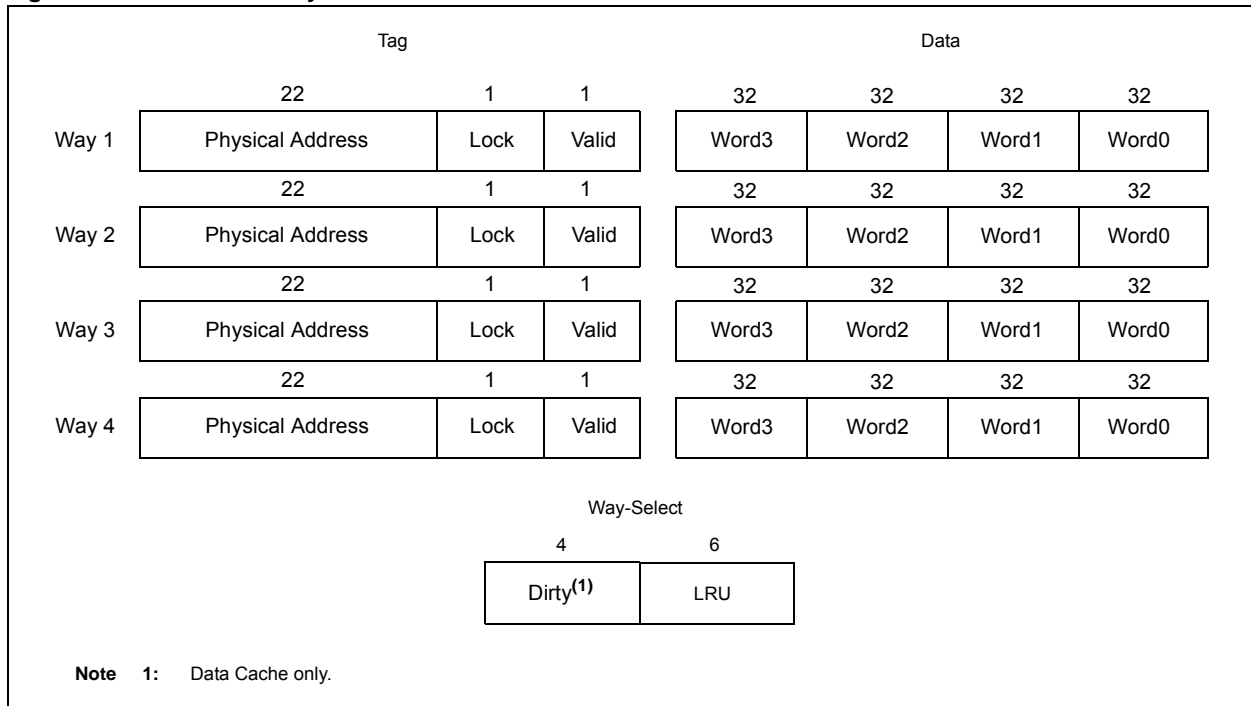 Tag Data
22 1 1 32 32 32 32
Way 1 Physical Address Lock Valid Word3 Word2 Word1 Word0
22 1 1 32 32 32 32
Way 2 Physical Address Lock Valid Word3 Word2 Word1 Word0
22 1 1 32 32 32 32
Way 3 Physical Address Lock Valid Word3 Word2 Word1 Word0
22 1 1 32 32 32 32
Way 4 Physical Address Lock Valid Word3 Word2 Word1 Word0
Way-Select
4 6
Dirty(1) LRU
Note 1: Data Cache only.